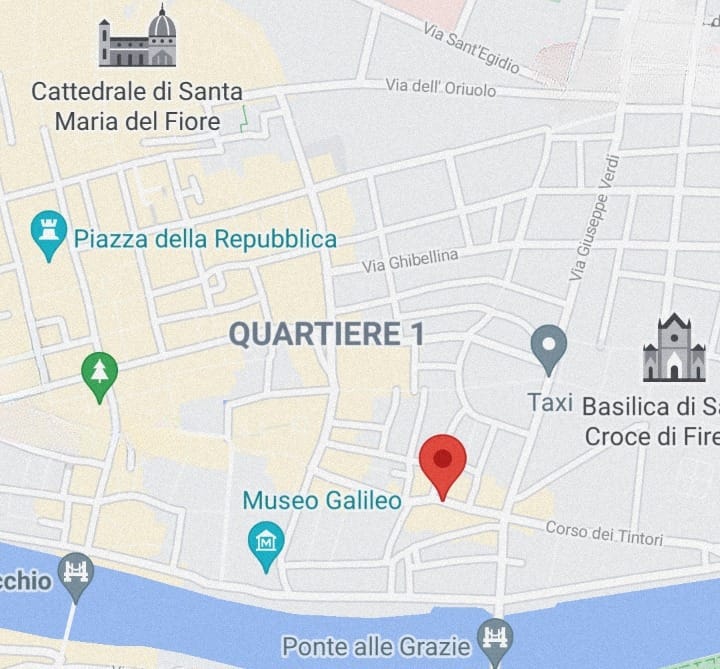 Via Sant'Egidio
Via dell' Oriuolo
Cattedrale di Santa
Maria del Fiore
Via Giuseppe Verdi
Piazza della Repubblica
Via Ghibellina
QUARTIERE 1
Taxi
Basilica di Sa
Croce di Fire
Museo Galileo
M
Corso dei Tintori
cchio
Ponte alle Grazie